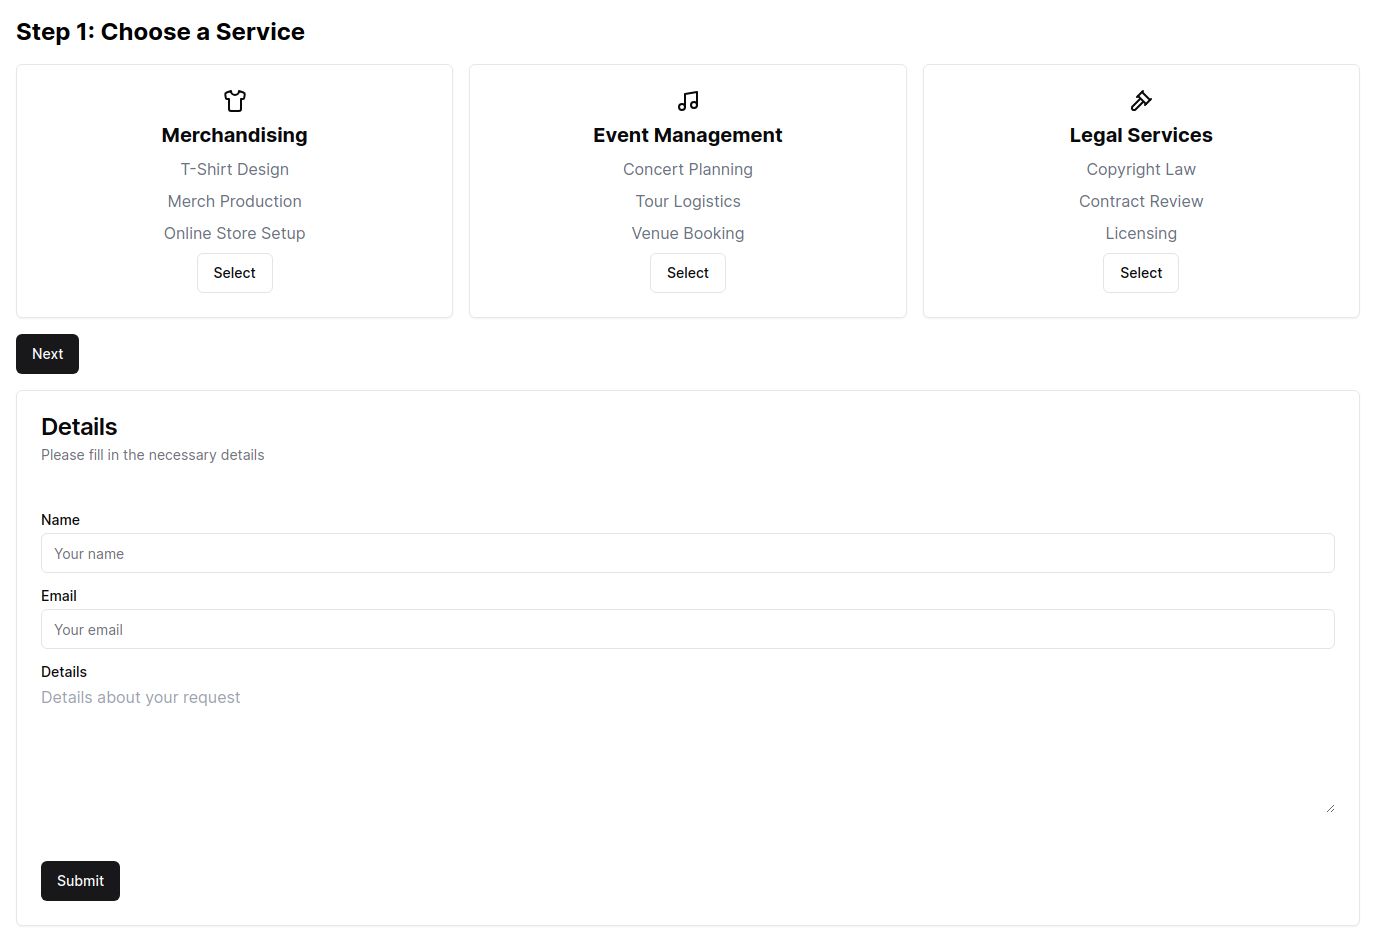 Step 1: Choose a Service
Merchandising
T-Shirt Design
Merch Production
Online Store Setup
Select
Event Management
Concert Planning
Tour Logistics
Venue Booking
Select
Legal Services
Copyright Law
Contract Review
Licensing
Select
Next
Details
Please fill in the necessary details
Name
Your name
Email
Your email
Details
Details about your request
Submit